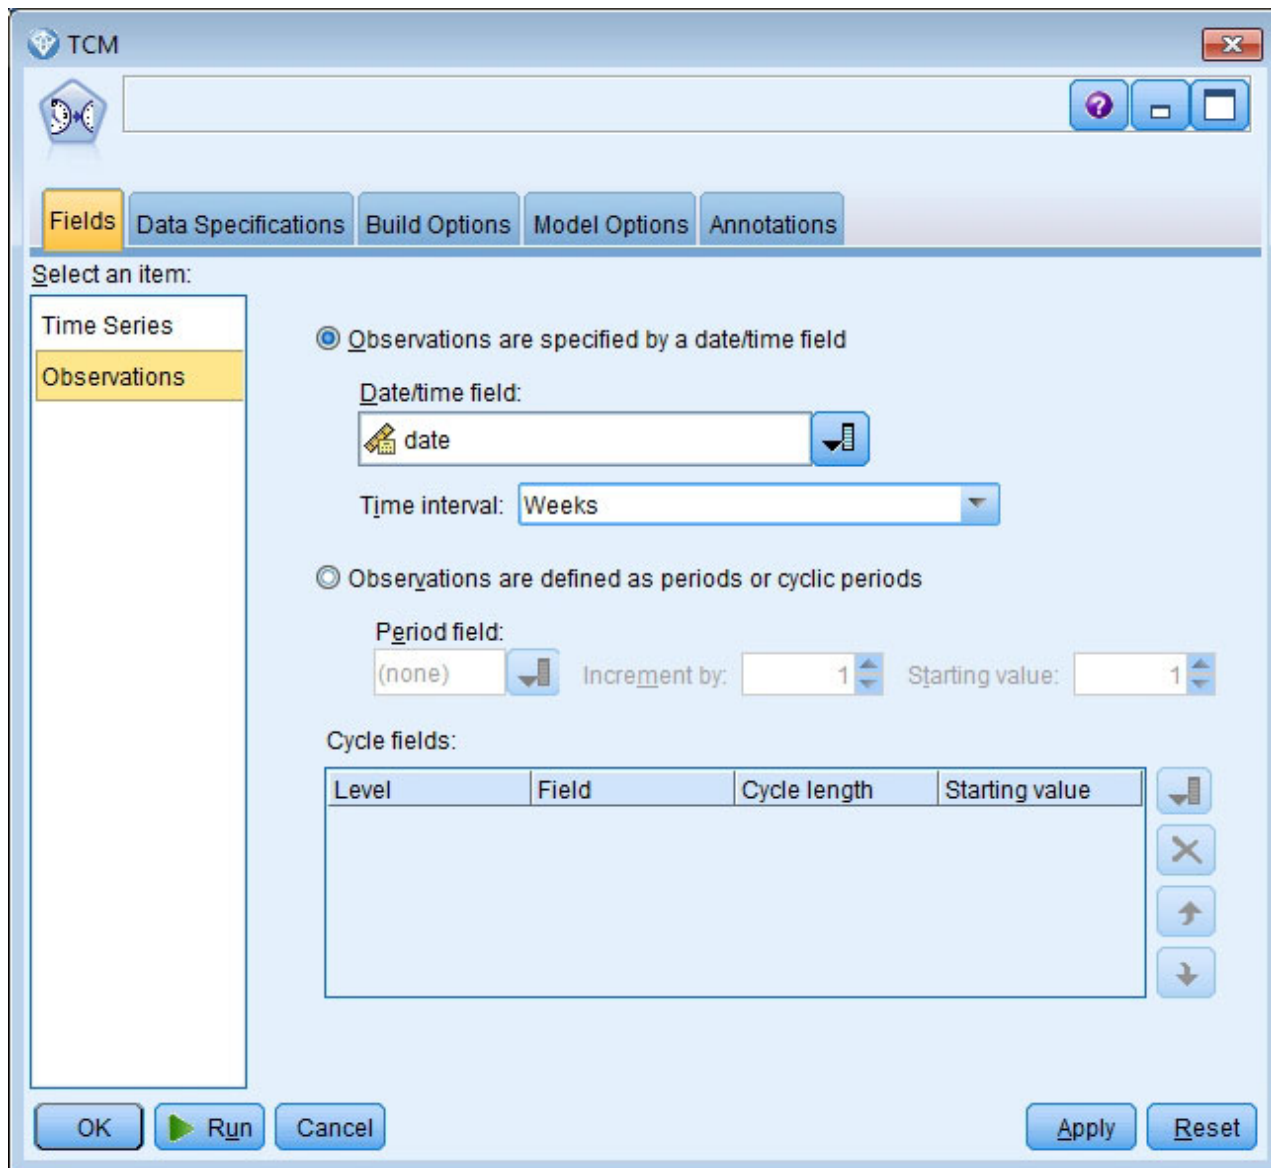 TCM
Fields Data Specifications Build Options Model Options Annotations
Select an item:
Time Series
Observations
Observations are specified by a date/time field
Date/time field:
date
Time interval: Weeks
Observations are defined as periods or cyclic periods
Period field:
(none) Increment by: 1 Starting value: 1
Cycle fields:
Level Field Cycle length Starting value
OK Run Cancel Apply Reset